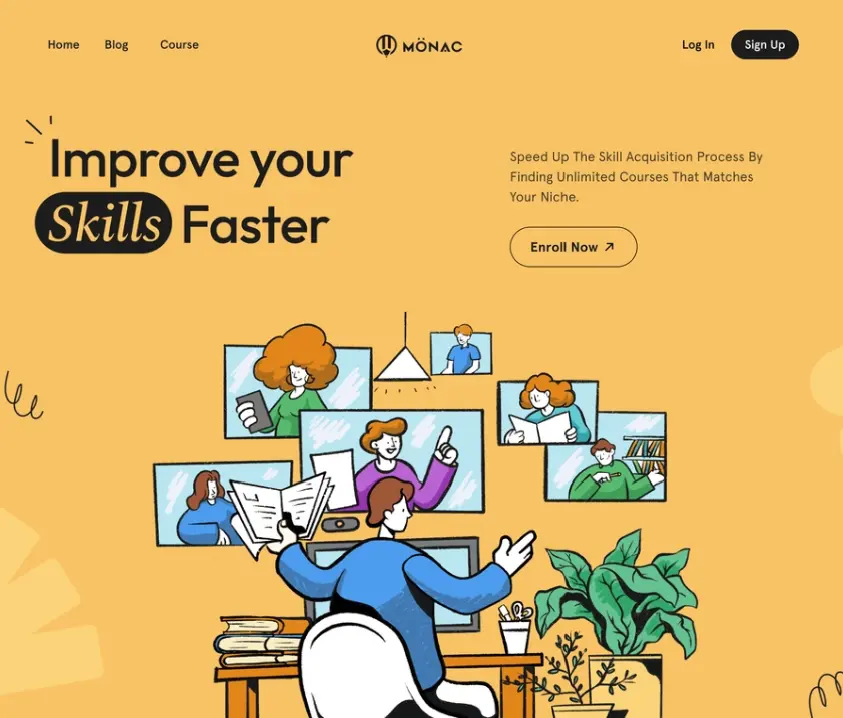 Home Blog Course MÖNAC Log In Sign Up
Improve your
Skills Faster
Speed Up The Skill Acquisition Process By
Finding Unlimited Courses That Matches
Your Niche.
Enroll Now